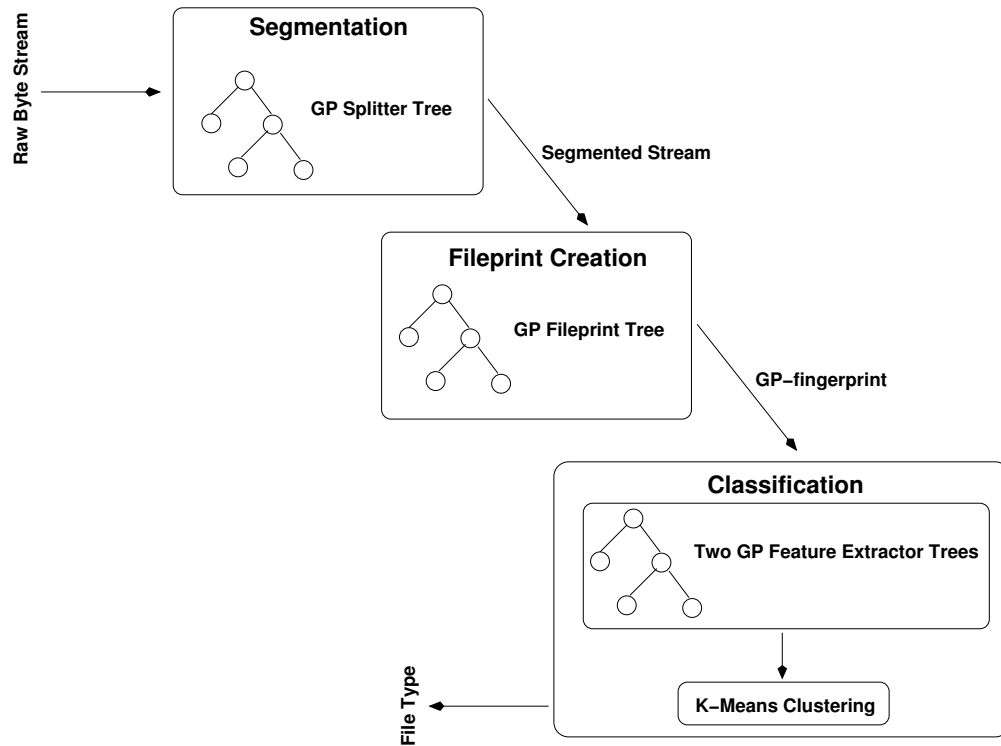 Raw Byte Stream
Segmentation
GP Splitter Tree
Segmented Stream
Fileprint Creation
GP Fileprint Tree
GP−fingerprint
Classification
Two GP Feature Extractor Trees
K−Means Clustering
File Type